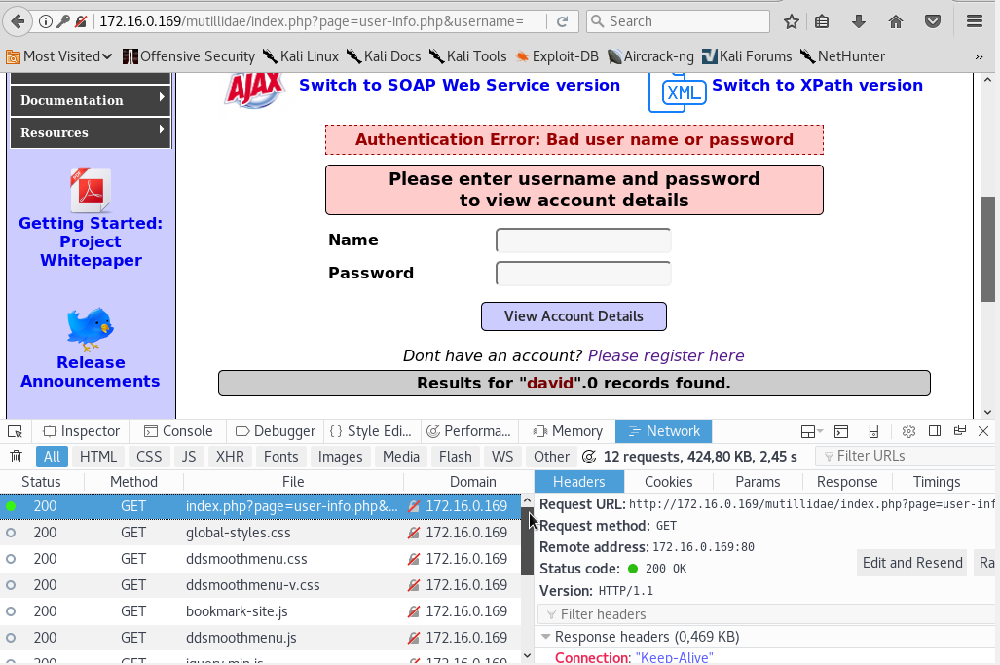 172.16.0.169/mutillidae/index.php?page=user-info.php&username=
Search
Most Visited Offensive Security Kali Linux Kali Docs Kali Tools Exploit-DB Aircrack-ng Kali Forums NetHunter »
AJAX Switch to SOAP Web Service version XML Switch to XPath version
Documentation
Resources
Getting Started:
Project
Whitepaper
Release
Announcements
Authentication Error: Bad user name or password
Please enter username and password
to view account details
Name
Password
View Account Details
Dont have an account? Please register here
Results for "david".0 records found.
Inspector Console Debugger { } Style Edi... Performa... Memory Network
All HTML CSS JS XHR Fonts Images Media Flash WS Other 12 requests, 424,80 KB, 2,45 s Filter URLs
Status Method File Domain
200 GET index.php?page=user-info.php&... 172.16.0.169
200 GET global-styles.css 172.16.0.169
200 GET ddsmoothmenu.css 172.16.0.169
200 GET ddsmoothmenu-v.css 172.16.0.169
200 GET bookmark-site.js 172.16.0.169
200 GET ddsmoothmenu.js 172.16.0.169
200 GET jquery.min.js 172.16.0.169
Headers Cookies Params Response Timings
Request URL: http://172.16.0.169/mutillidae/index.php?page=user-inf
Request method: GET
Remote address: 172.16.0.169:80
Status code: 200 OK
Edit and Resend Ra
Version: HTTP/1.1
Filter headers
Response headers (0,469 KB)
Connection: "Keep-Alive"